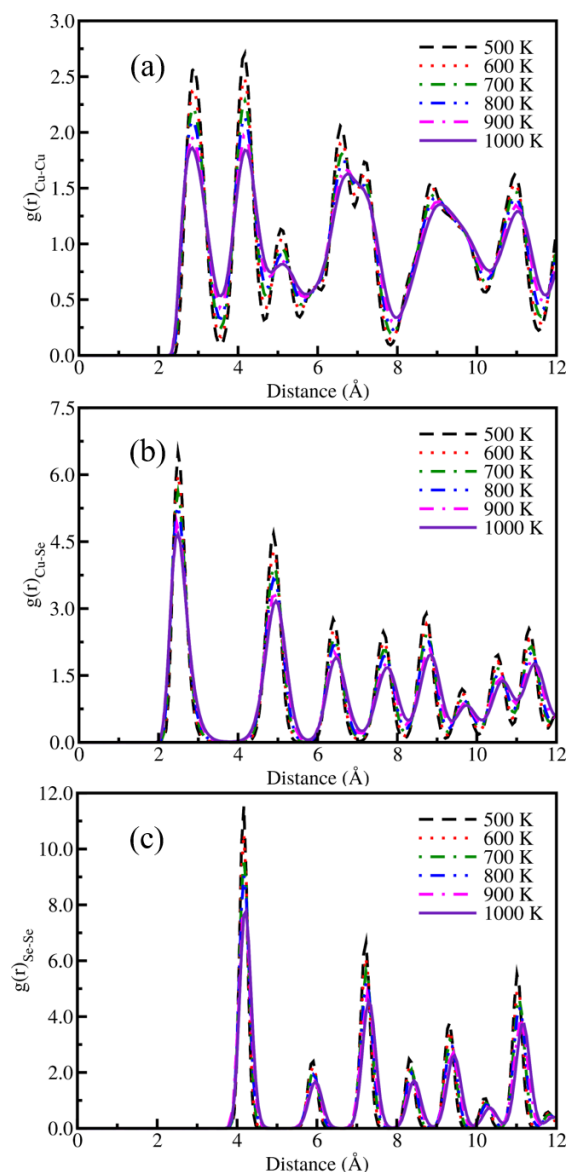 (a)
g(r)Cu-Cu
3.0
2.5
2.0
1.5
1.0
0.5
0.0
500 K
600 K
700 K
800 K
900 K
1000 K
0 2 4 6 8 10 12
Distance (Å)
(b)
g(r)Cu-Se
7.5
6.0
4.5
3.0
1.5
0.0
500 K
600 K
700 K
800 K
900 K
1000 K
0 2 4 6 8 10 12
Distance (Å)
(c)
g(r)Se-Se
12.0
10.0
8.0
6.0
4.0
2.0
0.0
500 K
600 K
700 K
800 K
900 K
1000 K
0 2 4 6 8 10 12
Distance (Å)